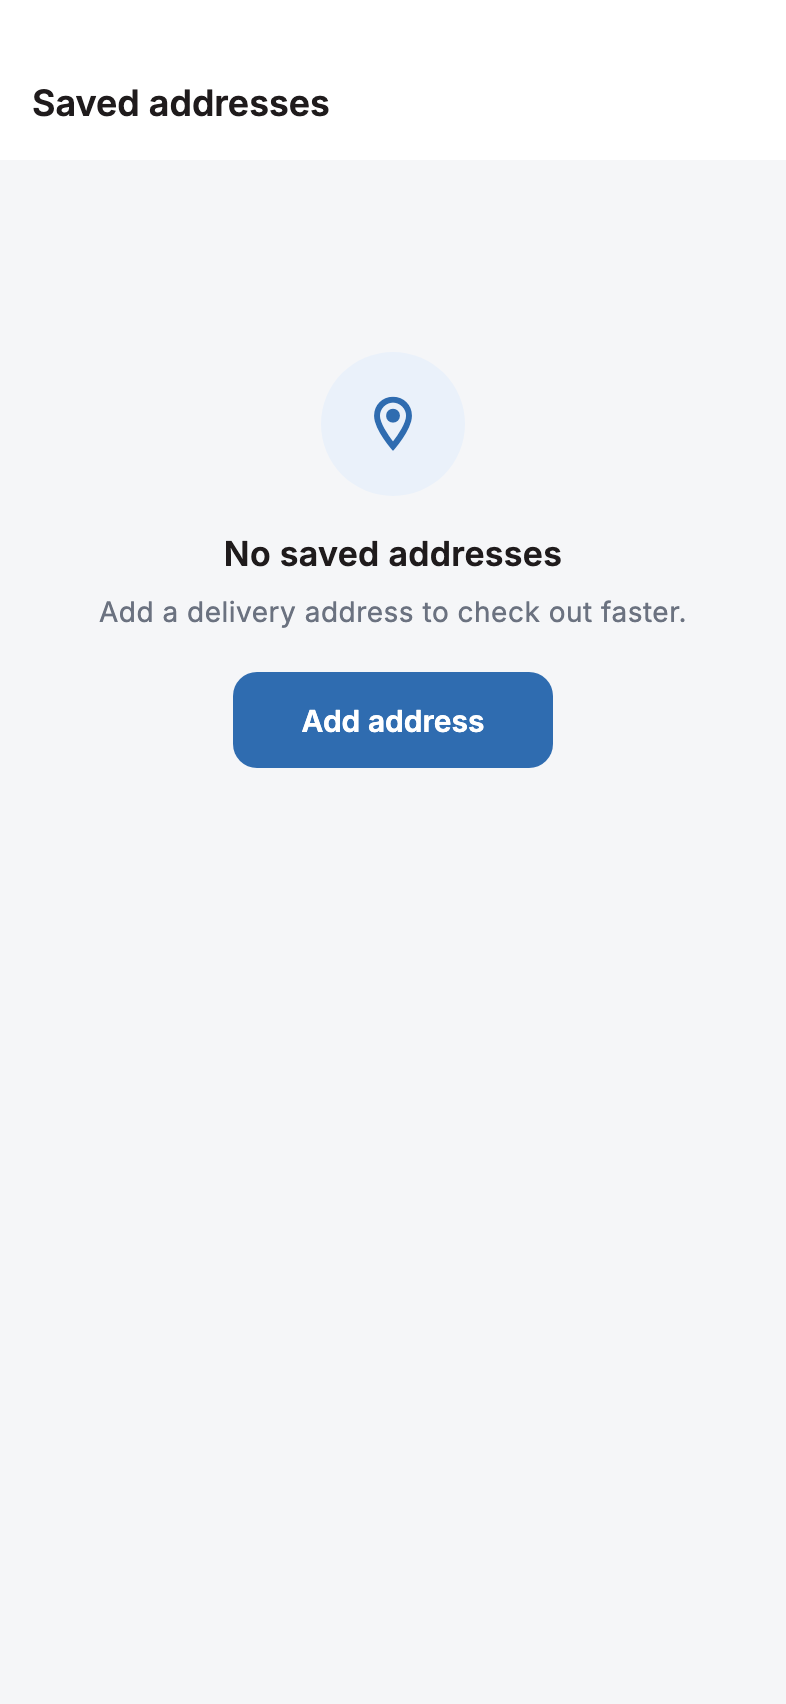 Saved addresses
No saved addresses
Add a delivery address to check out faster.
Add address